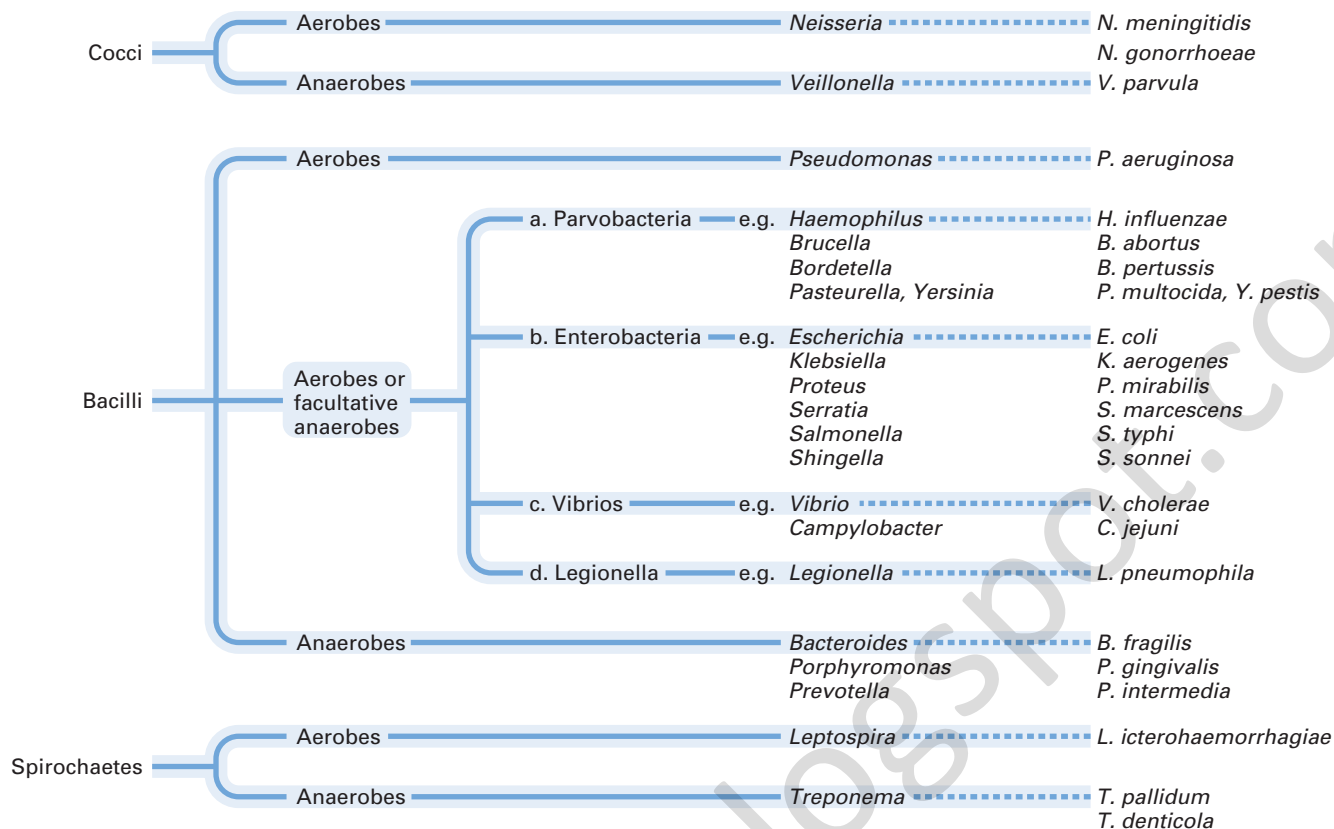 Aerobes Neisseria N. meningitidis
Cocci N. gonorrhoeae
Anaerobes Veillonella V. parvula
Aerobes Pseudomonas P. aeruginosa
a. Parvobacteria e.g. Haemophilus H. influenzae
Brucella B. abortus
Bordetella B. pertussis
Pasteurella, Yersinia P. multocida, Y. pestis
b. Enterobacteria e.g. Escherichia E. coli
Klebsiella K. aerogenes
Aerobes or
facultative
anaerobes
Proteus P. mirabilis
Bacilli
Serratia S. marcescens
Salmonella S. typhi
Shingella S. sonnei
c. Vibrios e.g. Vibrio V. cholerae
Campylobacter C. jejuni
d. Legionella e.g. Legionella L. pneumophila
Anaerobes Bacteroides B. fragilis
Porphyromonas P. gingivalis
Prevotella P. intermedia
Aerobes Leptospira L. icterohaemorrhagiae
Spirochaetes
Anaerobes Treponema T. pallidum
T. denticola
logspot.co